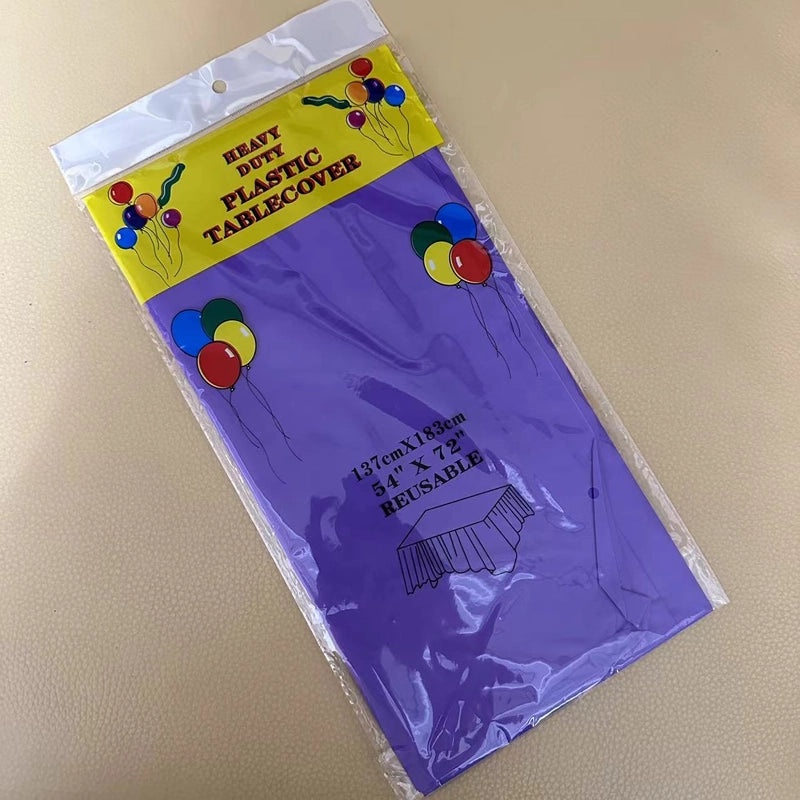 HEAVY
DUTY
PLASTIC
TABLECOVER
137cmX183cm
54" X 72"
REUSABLE